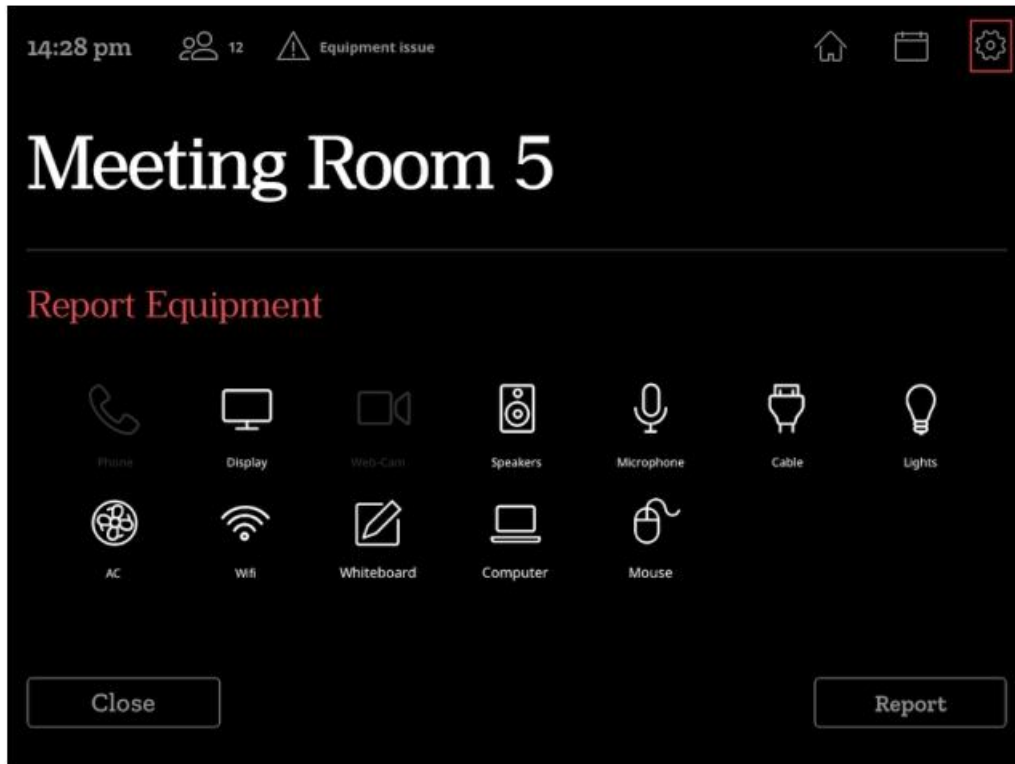 14:28 pm 12 Equipment issue
Meeting Room 5
Report Equipment
Phone Display Web-Cam Speakers Microphone Cable Lights
AC Wifi Whiteboard Computer Mouse
Close Report